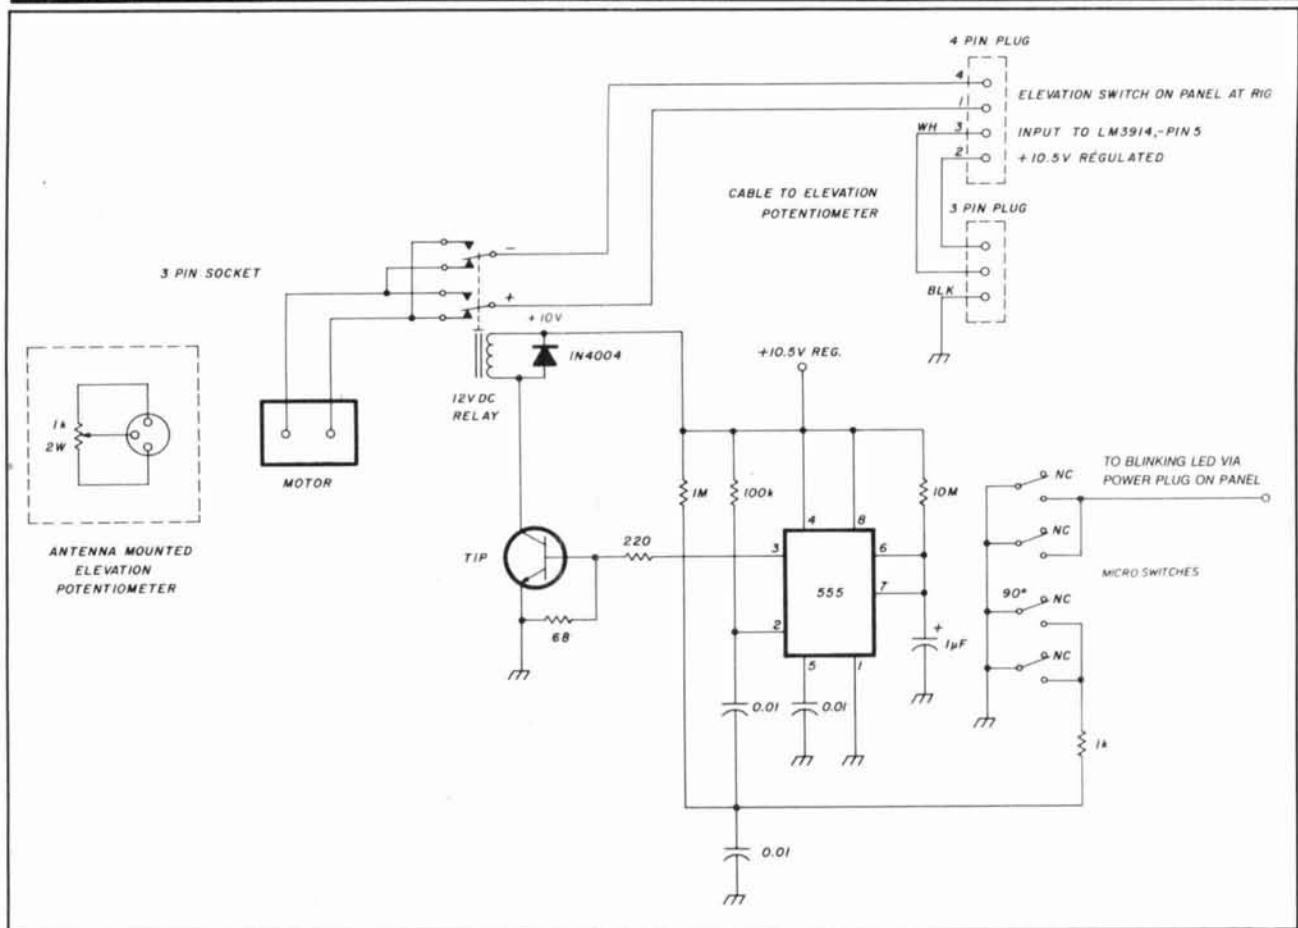 4 PIN PLUG
4
ELEVATION SWITCH ON PANEL AT RIG
1
WH 3
INPUT TO LM3914,-PIN 5
2
+10.5V REGULATED
CABLE TO ELEVATION
POTENTIOMETER
3 PIN PLUG
BLK
3 PIN SOCKET
-
+
+10V
IN4004
12VDC
RELAY
+10.5V REG.
1k
2W
MOTOR
ANTENNA MOUNTED
ELEVATION
POTENTIOMETER
TIP
220
68
1M
100k
10M
4
8
3
6
555
7
2
5
1
+
1µF
0.01
0.01
0.01
TO BLINKING LED VIA
POWER PLUG ON PANEL
NC
NC
MICRO SWITCHES
90°
NC
NC
1k